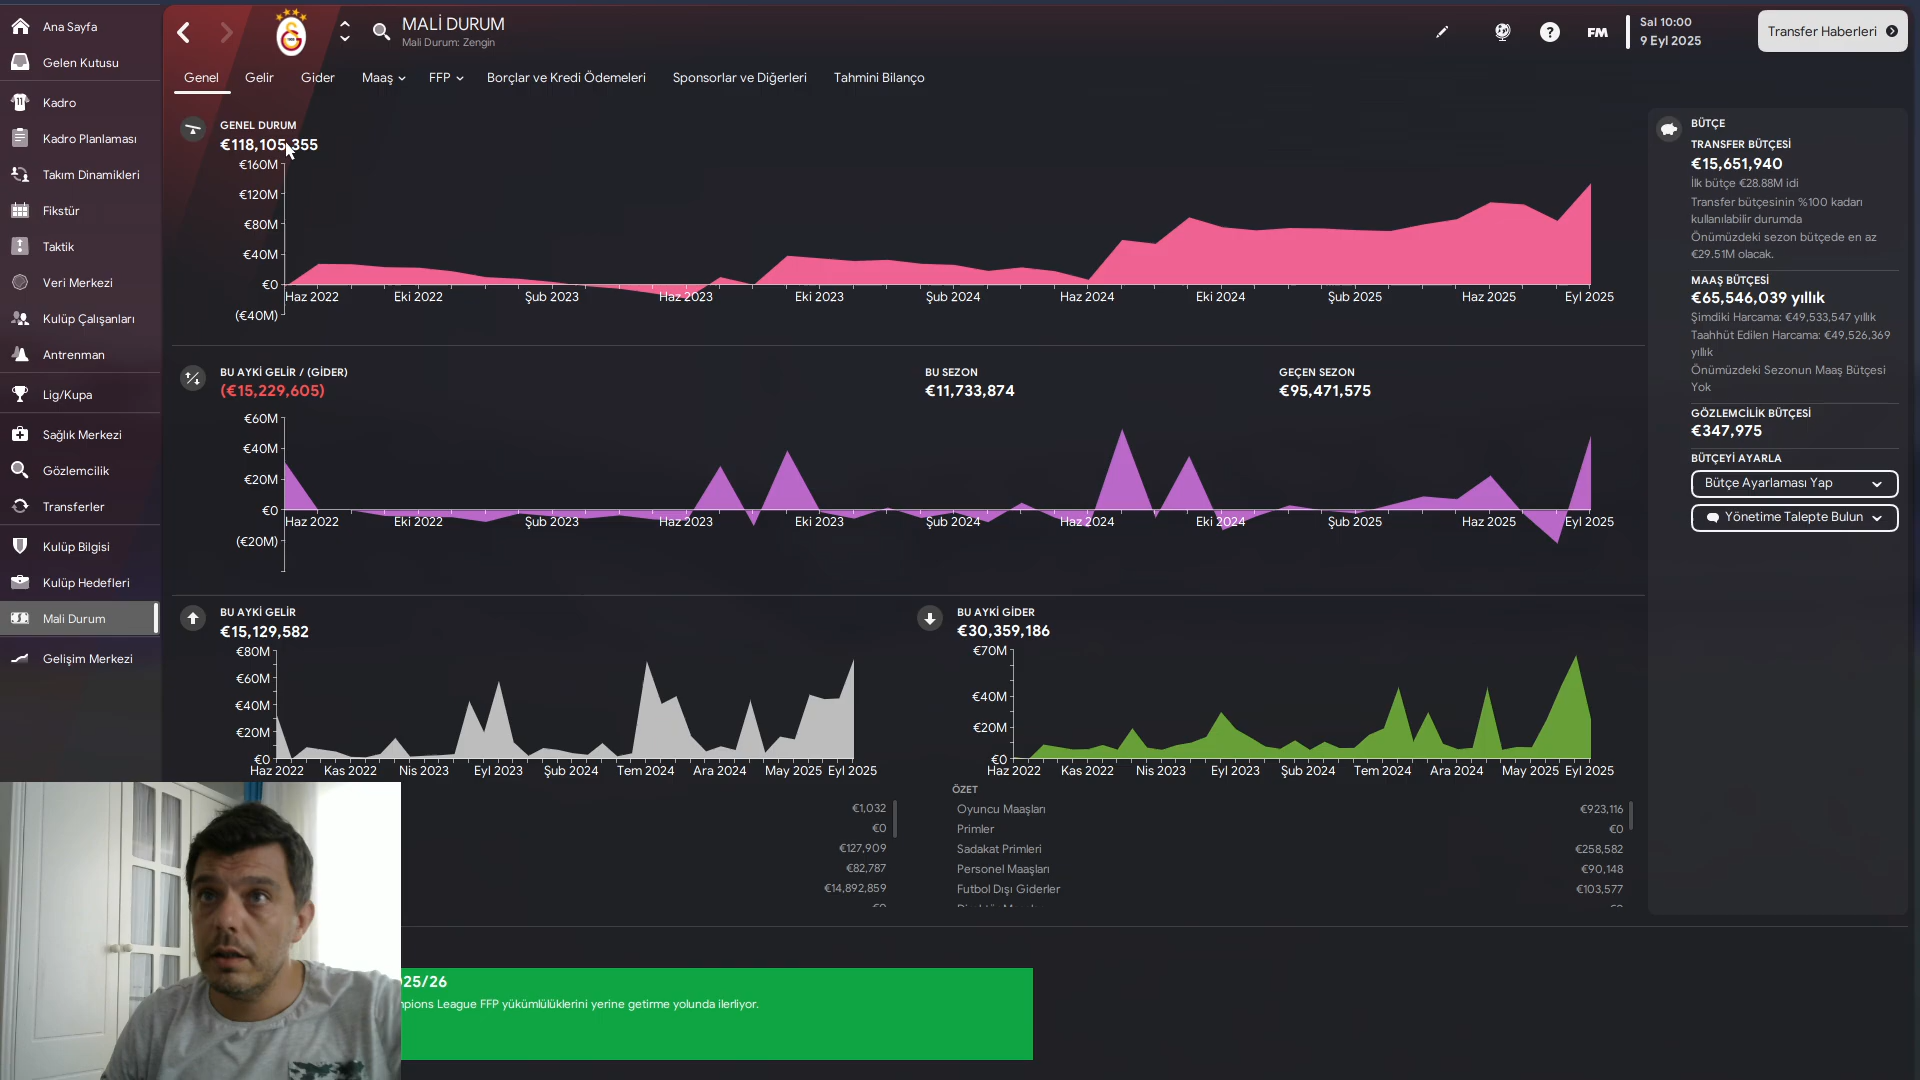 Ana Sayfa
Gelen Kutusu
Kadro
Kadro Planlaması
Takım Dinamikleri
Fikstür
Taktik
Veri Merkezi
Kulüp Çalışanları
Antrenman
Lig/Kupa
Sağlık Merkezi
Gözlemcilik
Transferler
Kulüp Bilgisi
Kulüp Hedefleri
Mali Durum
Gelişim Merkezi
MALİ DURUM
Mali Durum: Zengin
FM
Sal 10:00
9 Eyl 2025
Transfer Haberleri
Genel Gelir Gider Maaş FFP Borçlar ve Kredi Ödemeleri Sponsorlar ve Diğerleri Tahmini Bilanço
GENEL DURUM
€118,105,355
€160M
€120M
€80M
€40M
€0
(€40M)
Haz 2022 Eki 2022 Şub 2023 Haz 2023 Eki 2023 Şub 2024 Haz 2024 Eki 2024 Şub 2025 Haz 2025 Eyl 2025
BU AYKİ GELİR / (GİDER)
(€15,229,605)
BU SEZON
€11,733,874
GEÇEN SEZON
€95,471,575
€60M
€40M
€20M
€0
(€20M)
Haz 2022 Eki 2022 Şub 2023 Haz 2023 Eki 2023 Şub 2024 Haz 2024 Eki 2024 Şub 2025 Haz 2025 Eyl 2025
BU AYKİ GELİR
€15,129,582
€80M
€60M
€40M
€20M
€0
Haz 2022 Kas 2022 Nis 2023 Eyl 2023 Şub 2024 Tem 2024 Ara 2024 May 2025 Eyl 2025
€1,032
€0
€127,909
€82,787
€14,892,859
BU AYKİ GİDER
€30,359,186
€70M
€40M
€20M
€0
Haz 2022 Kas 2022 Nis 2023 Eyl 2023 Şub 2024 Tem 2024 Ara 2024 May 2025 Eyl 2025
ÖZET
Oyuncu Maaşları €923,116
Primler €0
Sadakat Primleri €258,582
Personel Maaşları €90,148
Futbol Dışı Giderler €103,577
BÜTÇE
TRANSFER BÜTÇESİ
€15,651,940
İlk bütçe €28.88M idi
Transfer bütçesinin %100 kadarı
kullanılabilir durumda
Önümüzdeki sezon bütçede en az
€29.51M olacak.
MAAŞ BÜTÇESİ
€65,546,039 yıllık
Şimdiki Harcama: €49,533,547 yıllık
Taahhüt Edilen Harcama: €49,526,369
yıllık
Önümüzdeki Sezonun Maaş Bütçesi
Yok
GÖZLEMCİLİK BÜTÇESİ
€347,975
BÜTÇEYİ AYARLA
Bütçe Ayarlaması Yap
Yönetime Talepte Bulun
25/26
League FFP yükümlülüklerini yerine getirme yolunda ilerliyor.